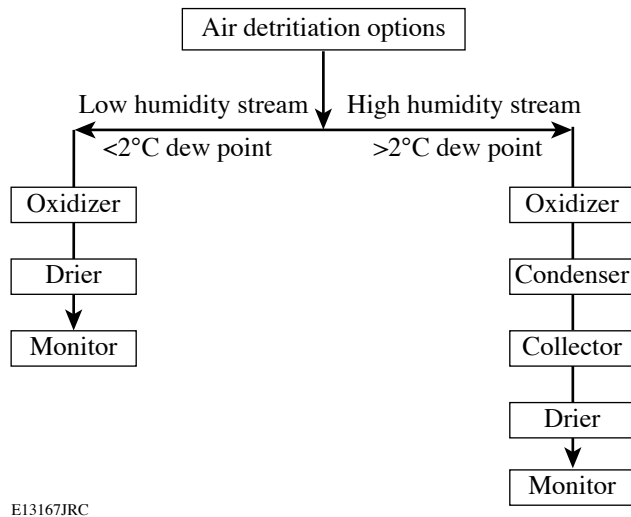 Air detritiation options
Low humidity stream
High humidity stream
<2°C dew point
>2°C dew point
Oxidizer
Drier
Monitor
Oxidizer
Condenser
Collector
Drier
Monitor
E13167JRC